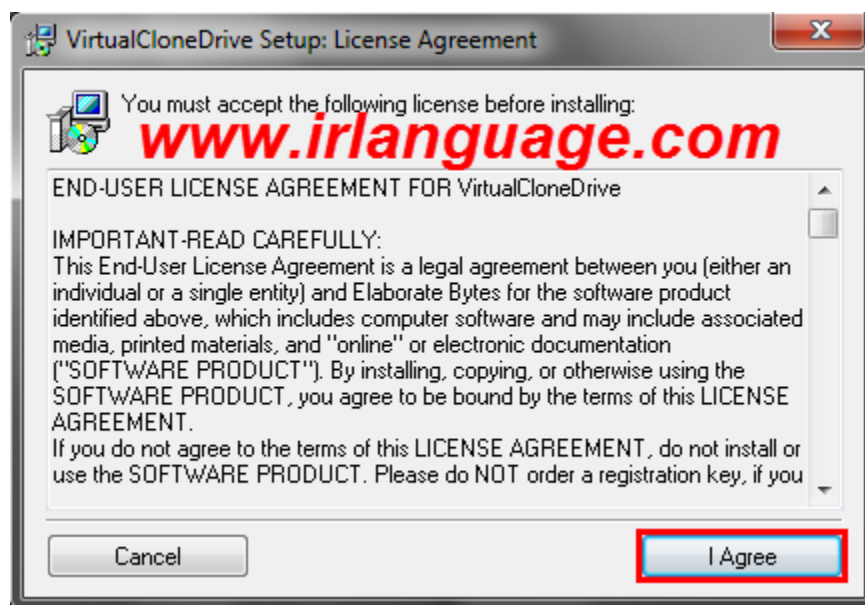 VirtualCloneDrive Setup: License Agreement
You must accept the following license before installing:
www.irlanguage.com
END-USER LICENSE AGREEMENT FOR VirtualCloneDrive
IMPORTANT-READ CAREFULLY:
This End-User License Agreement is a legal agreement between you (either an
individual or a single entity) and Elaborate Bytes for the software product
identified above, which includes computer software and may include associated
media, printed materials, and "online" or electronic documentation
("SOFTWARE PRODUCT"). By installing, copying, or otherwise using the
SOFTWARE PRODUCT, you agree to be bound by the terms of this LICENSE
AGREEMENT.
If you do not agree to the terms of this LICENSE AGREEMENT, do not install or
use the SOFTWARE PRODUCT. Please do NOT order a registration key, if you
Cancel
I Agree